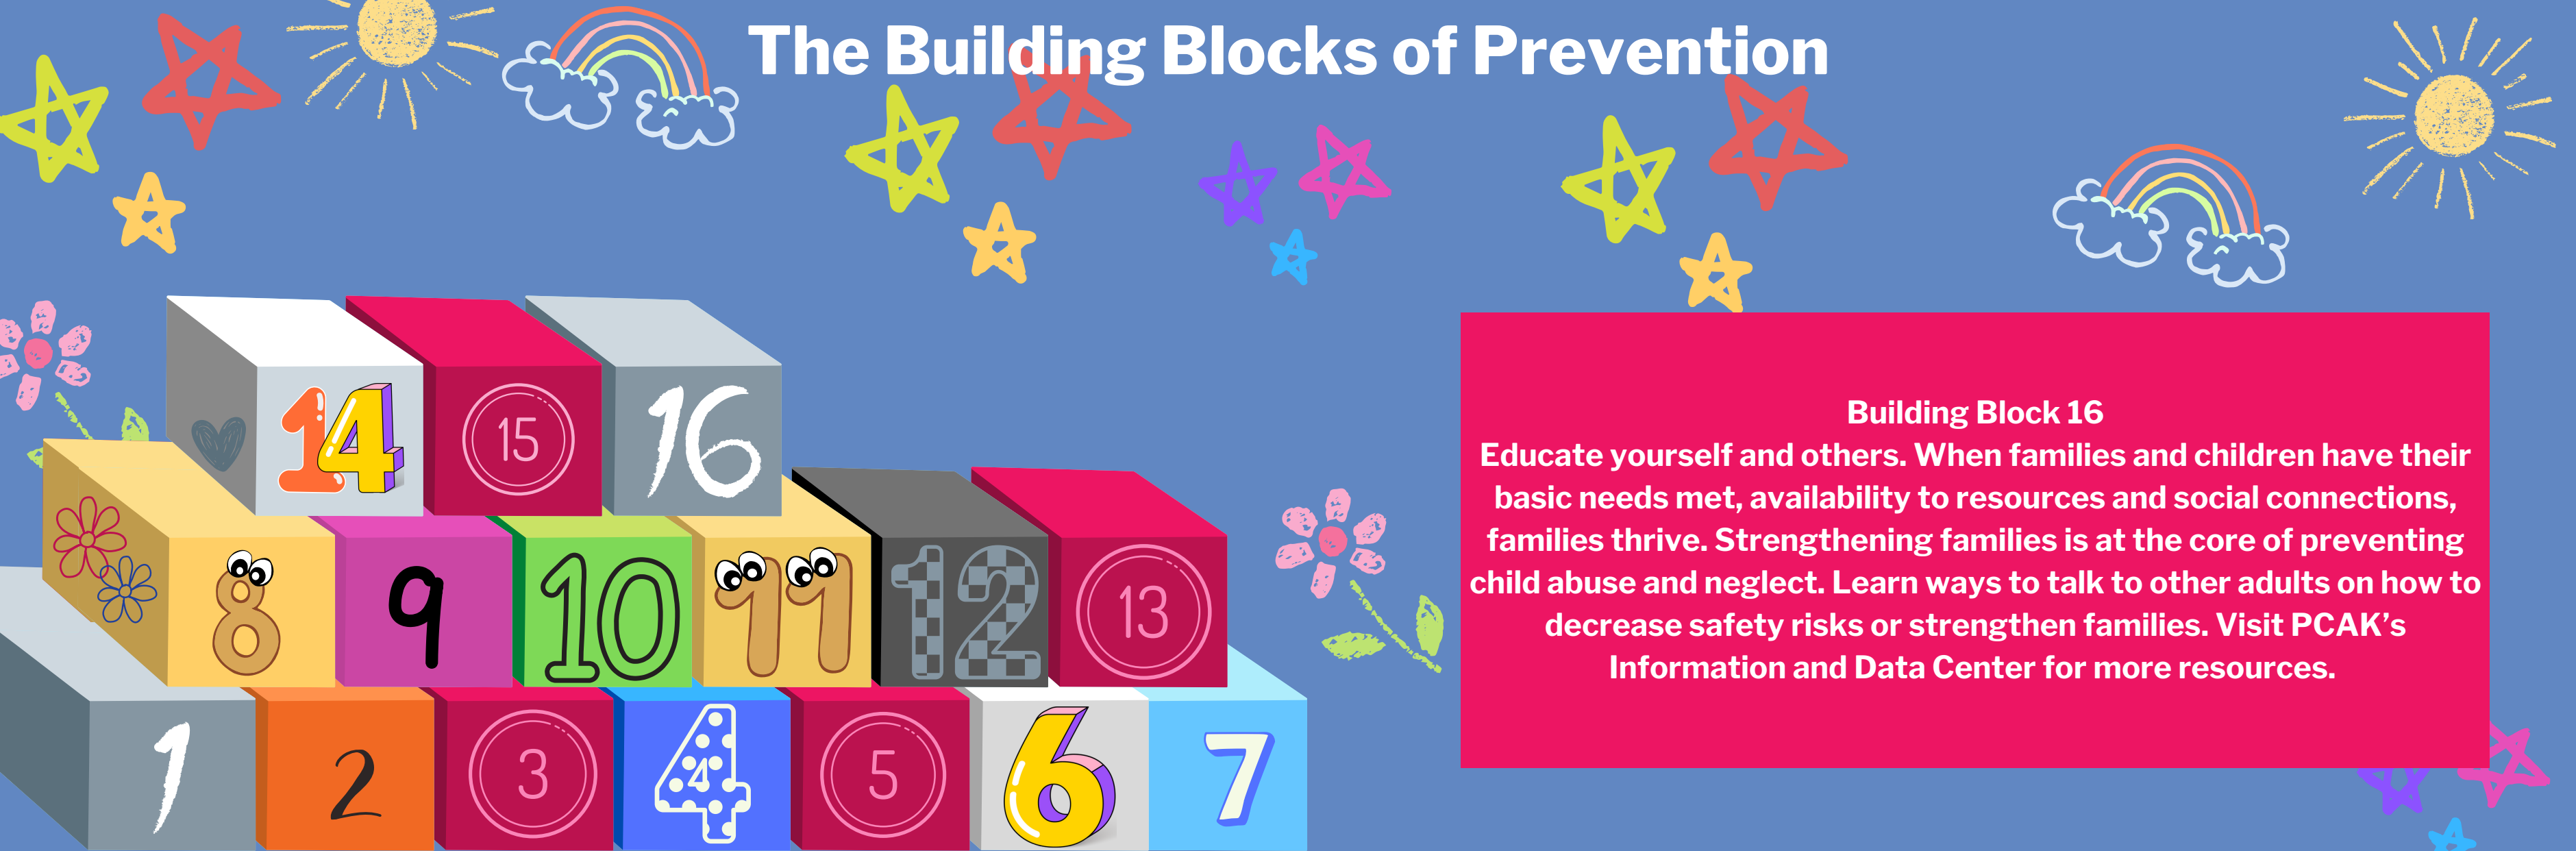 The Building Blocks of Prevention
14 15 16
8 9 10 11 12 13
1 2 3 4 5 6 7
Building Block 16
Educate yourself and others. When families and children have their
basic needs met, availability to resources and social connections,
families thrive. Strengthening families is at the core of preventing
child abuse and neglect. Learn ways to talk to other adults on how to
decrease safety risks or strengthen families. Visit PCAK’s
Information and Data Center for more resources.